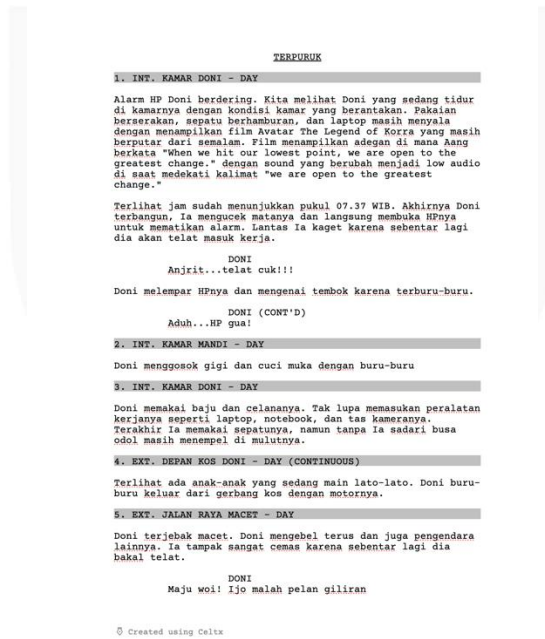 TERPURUK
1. INT. KAMAR DONI - DAY
Alarm HP Doni berdering. Kita melihat Doni yang sedang tidur
di kamarnya dengan kondisi kamar yang berantakan. Pakaian
berserakan, sepatu berhamburan, dan laptop masih menyala
dengan menampilkan film Avatar The Legend of Korra yang masih
berputar dari semalam. Film menampilkan adegan di mana Aang
berkata "When we hit our lowest point, we are open to the
greatest change." dengan sound yang berubah menjadi low audio
di saat medekati kalimat "we are open to the greatest
change."
Terlihat jam sudah menunjukkan pukul 07.37 WIB. Akhirnya Doni
terbangun, Ia mengucek matanya dan langsung membuka HPnya
untuk mematikan alarm. Lantas Ia kaget karena sebentar lagi
dia akan telat masuk kerja.
DONI
Anjrit...telat cuk!!!
Doni melempar HPnya dan mengenai tembok karena terburu-buru.
DONI (CONT'D)
Aduh...HP gua!
2. INT. KAMAR MANDI - DAY
Doni menggosok gigi dan cuci muka dengan buru-buru
3. INT. KAMAR DONI - DAY
Doni memakai baju dan celananya. Tak lupa memasukan peralatan
kerjanya seperti laptop, notebook, dan tas kameranya.
Terakhir Ia memakai sepatunya, namun tanpa Ia sadari busa
odol masih menempel di mulutnya.
4. EXT. DEPAN KOS DONI - DAY (CONTINUOUS)
Terlihat ada anak-anak yang sedang main lato-lato. Doni buru-
buru keluar dari gerbang kos dengan motornya.
5. EXT. JALAN RAYA MACET - DAY
Doni terjebak macet. Doni mengebel terus dan juga pengendara
lainnya. Ia tampak sangat cemas karena sebentar lagi dia
bakal telat.
DONI
Maju woi! Ijo malah pelan giliran
Created using Celtx